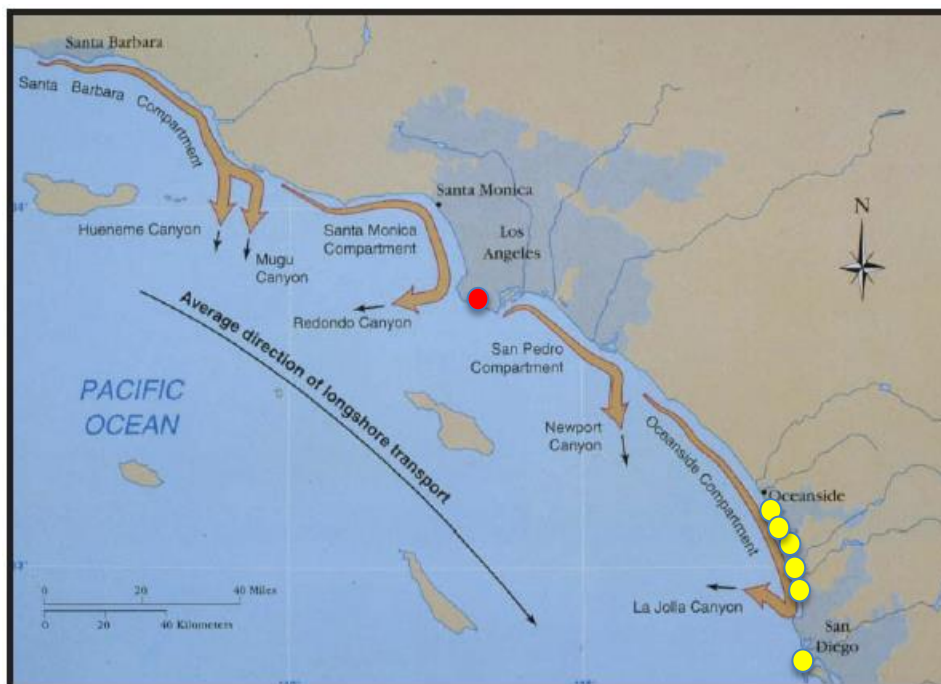 Santa Barbara
Santa Barbara Compartment
Hueneme Canyon
Mugu
Canyon
Santa Monica
Santa Monica
Compartment
Los
Angeles
N
Redondo Canyon
Average direction of longshore transport
San Pedro
Compartment
PACIFIC
OCEAN
Newport
Canyon
Oceanside Compartment
Oceanside
La Jolla Canyon
San
Diego
0 20 40 Miles
0 20 40 Kilometers